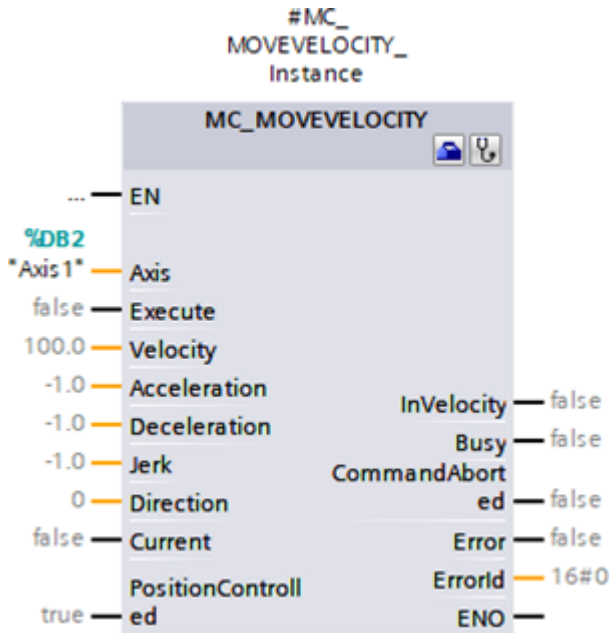 #MC_
MOVEVELOCITY_
Instance
MC_MOVEVELOCITY
... EN
%DB2
"Axis1" Axis
false Execute
100.0 Velocity
-1.0 Acceleration
InVelocity false
-1.0 Deceleration
Busy false
-1.0 Jerk
CommandAbort
ed false
0 Direction
false Current
Error false
PositionControll
ed
true
ErrorId 16#0
ENO